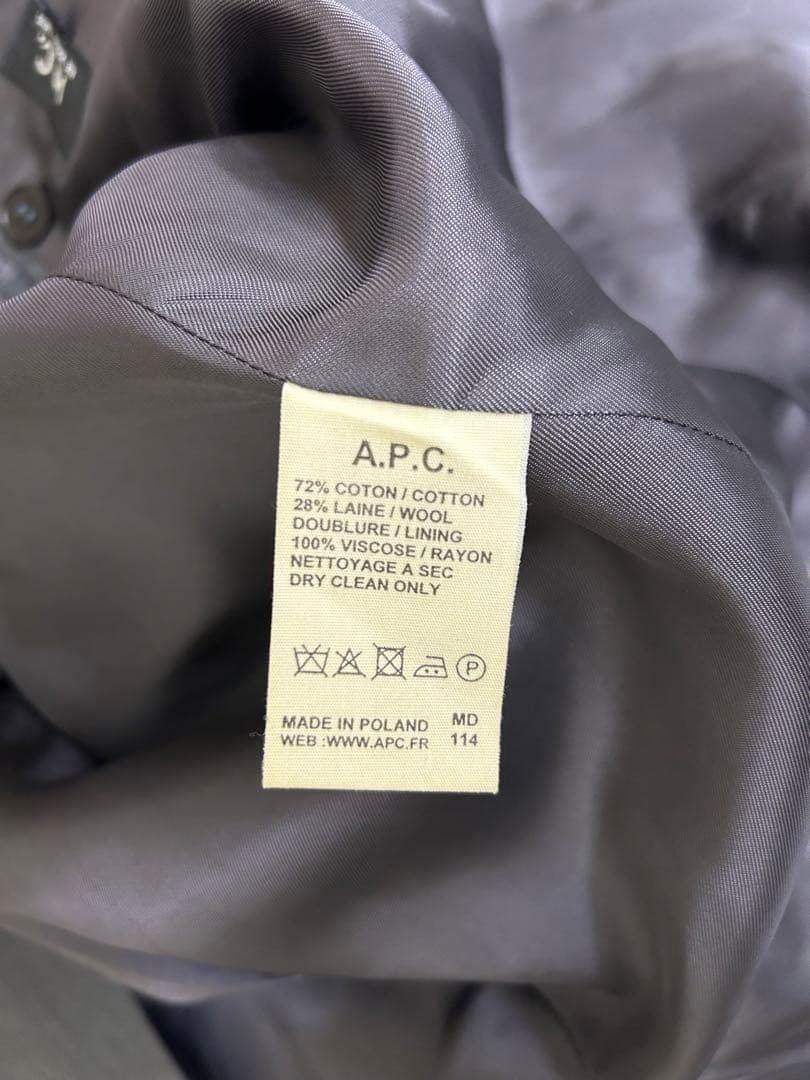 A.P.C.
72% COTON / COTTON
28% LAINE / WOOL
DOUBLURE / LINING
100% VISCOSE / RAYON
NETTOYAGE A SEC
DRY CLEAN ONLY
P
MADE IN POLAND MD
WEB :WWW.APC.FR 114